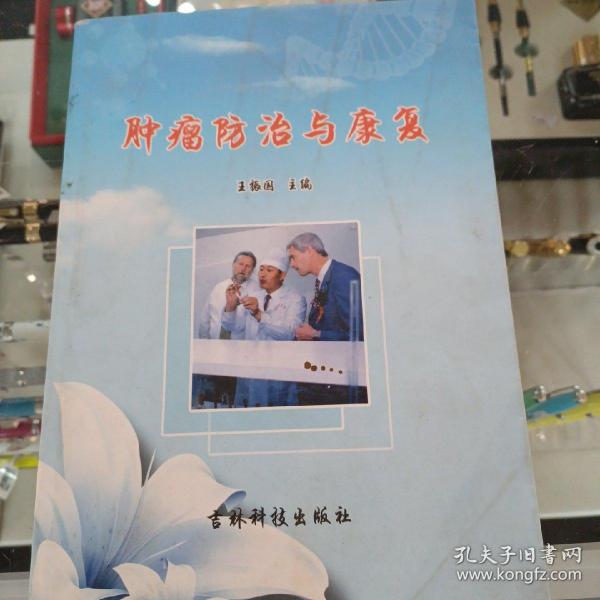 肿瘤防治与康复
王振国 主编
吉林科技出版社
孔夫子旧书网
www.kongfz.com